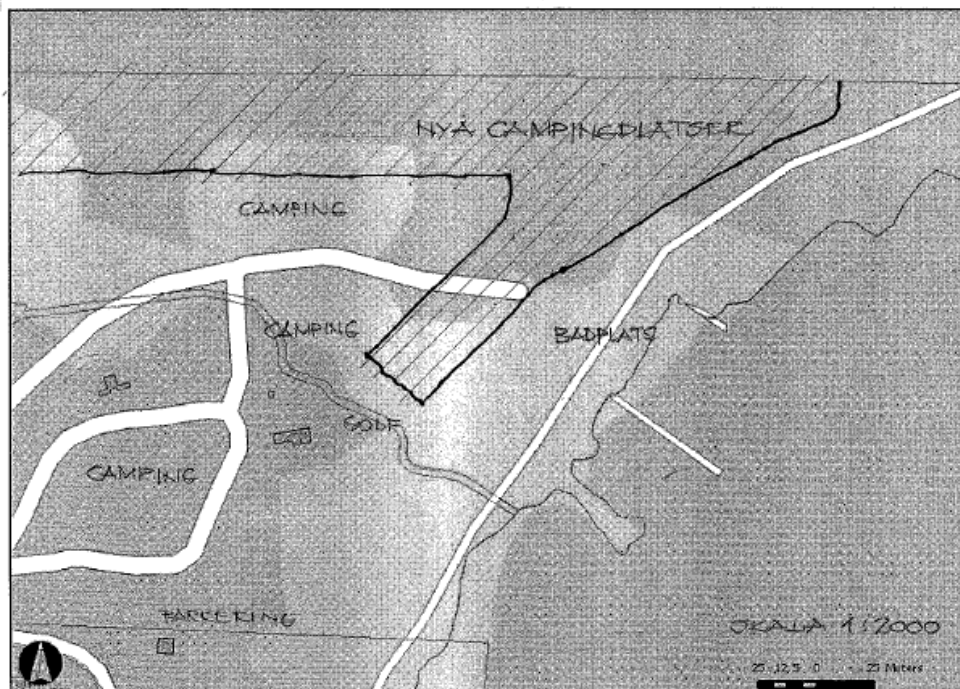 NYA CAMPINGPLATSER
CAMPING
CAMPING
BADPLATS
GOLF
CAMPING
PARKERING
SKALA 1:2000
25 12,5 0 25 Meters